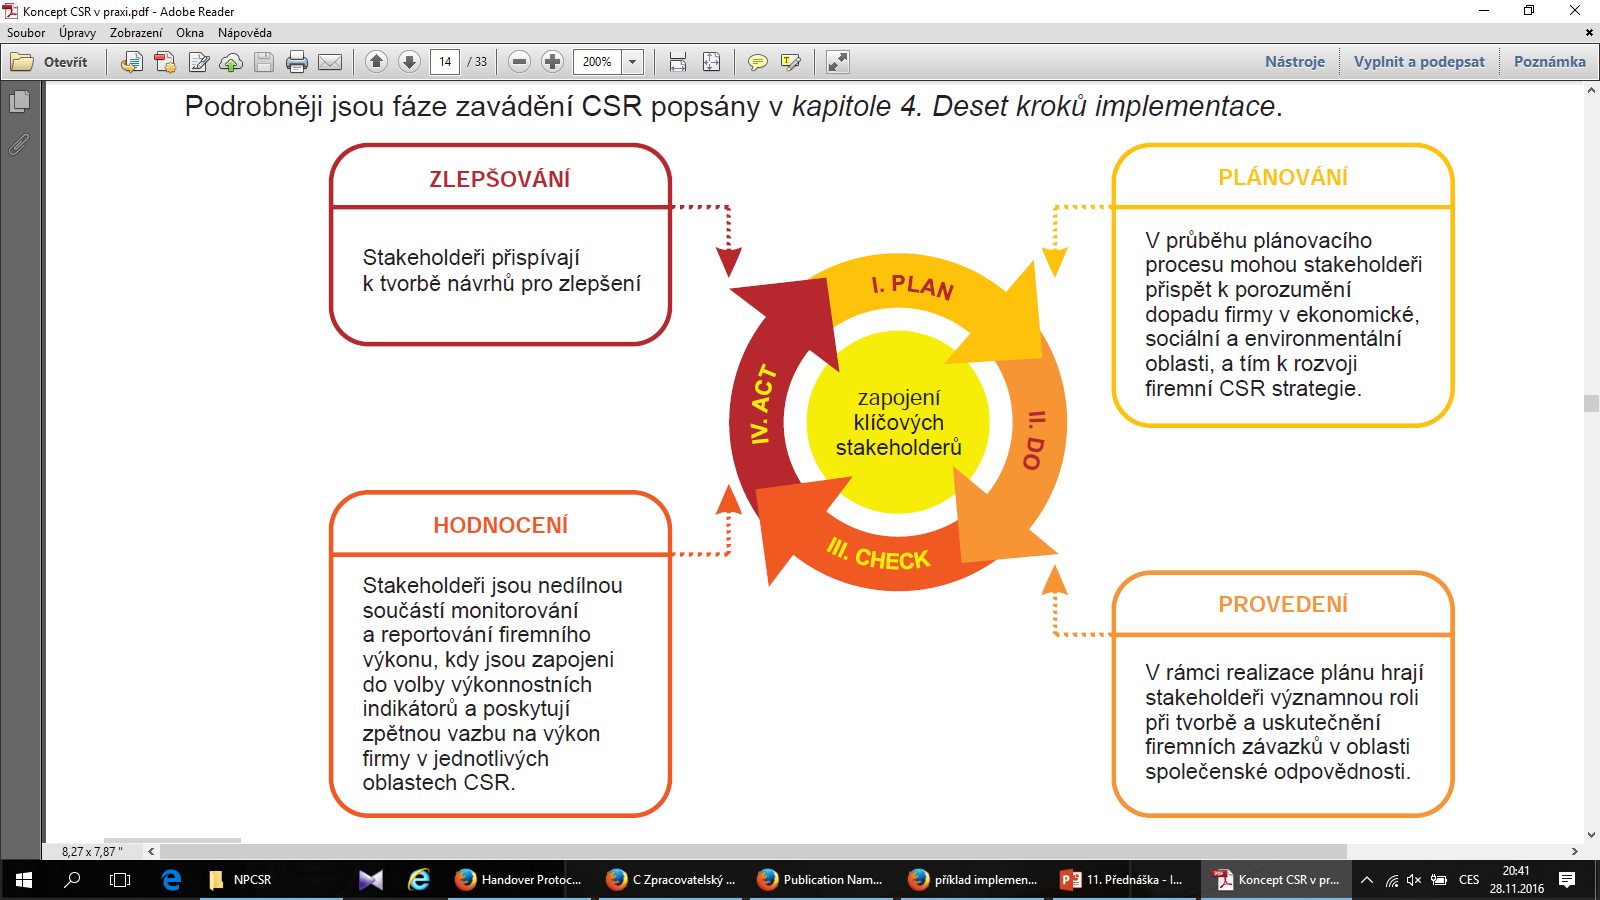 Koncept CSR v praxi.pdf - Adobe Reader
Soubor Úpravy Zobrazení Okna Nápověda
Otevřít 14 / 33 200% Nástroje Vyplnit a podepsat Poznámka
Podrobněji jsou fáze zavádění CSR popsány v kapitole 4. Deset kroků implementace.
ZLEPŠOVÁNÍ
Stakeholdeři přispívají
k tvorbě návrhů pro zlepšení
PLÁNOVÁNÍ
V průběhu plánovacího
procesu mohou stakeholdeři
přispět k porozumění
dopadu firmy v ekonomické,
sociální a environmentální
oblasti, a tím k rozvoji
firemní CSR strategie.
I. PLAN
II. DO
III. CHECK
IV. ACT
zapojení
klíčových
stakeholderů
HODNOCENÍ
Stakeholdeři jsou nedílnou
součástí monitorování
a reportování firemního
výkonu, kdy jsou zapojeni
do volby výkonnostních
indikátorů a poskytují
zpětnou vazbu na výkon
firmy v jednotlivých
oblastech CSR.
PROVEDENÍ
V rámci realizace plánu hrají
stakeholdeři významnou roli
při tvorbě a uskutečnění
firemních závazků v oblasti
společenské odpovědnosti.
8,27 x 7,87 "
NPCSR Handover Protoc... C Zpracovatelský ... Publication Nam... příklad implemen... 11. Přednáška - I... Koncept CSR v pr... CES 20:41
28.11.2016